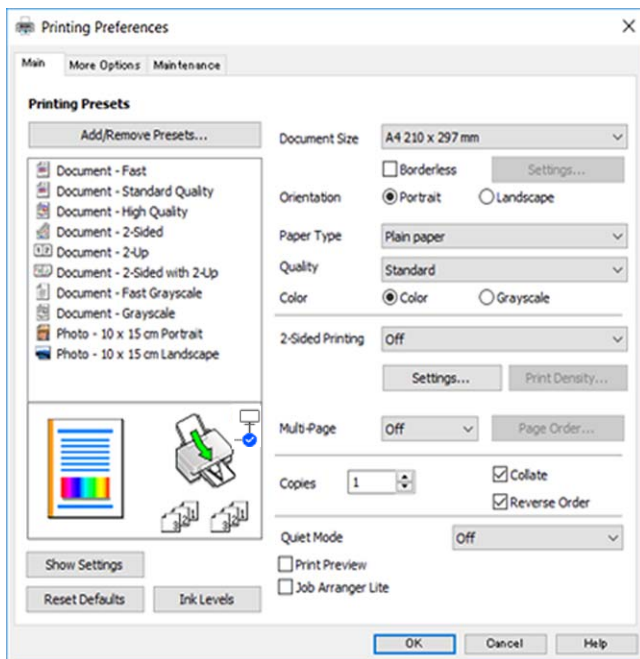 Printing Preferences
Main More Options Maintenance
Printing Presets
Add/Remove Presets...
Document - Fast
Document - Standard Quality
Document - High Quality
Document - 2-Sided
Document - 2-Up
Document - 2-Sided with 2-Up
Document - Fast Grayscale
Document - Grayscale
Photo - 10 x 15 cm Portrait
Photo - 10 x 15 cm Landscape
Show Settings
Reset Defaults Ink Levels
Document Size A4 210 x 297 mm
Borderless Settings...
Orientation Portrait Landscape
Paper Type Plain paper
Quality Standard
Color Color Grayscale
2-Sided Printing Off
Settings... Print Density...
Multi-Page Off Page Order...
Copies 1 Collate
Reverse Order
Quiet Mode Off
Print Preview
Job Arranger Lite
OK Cancel Help